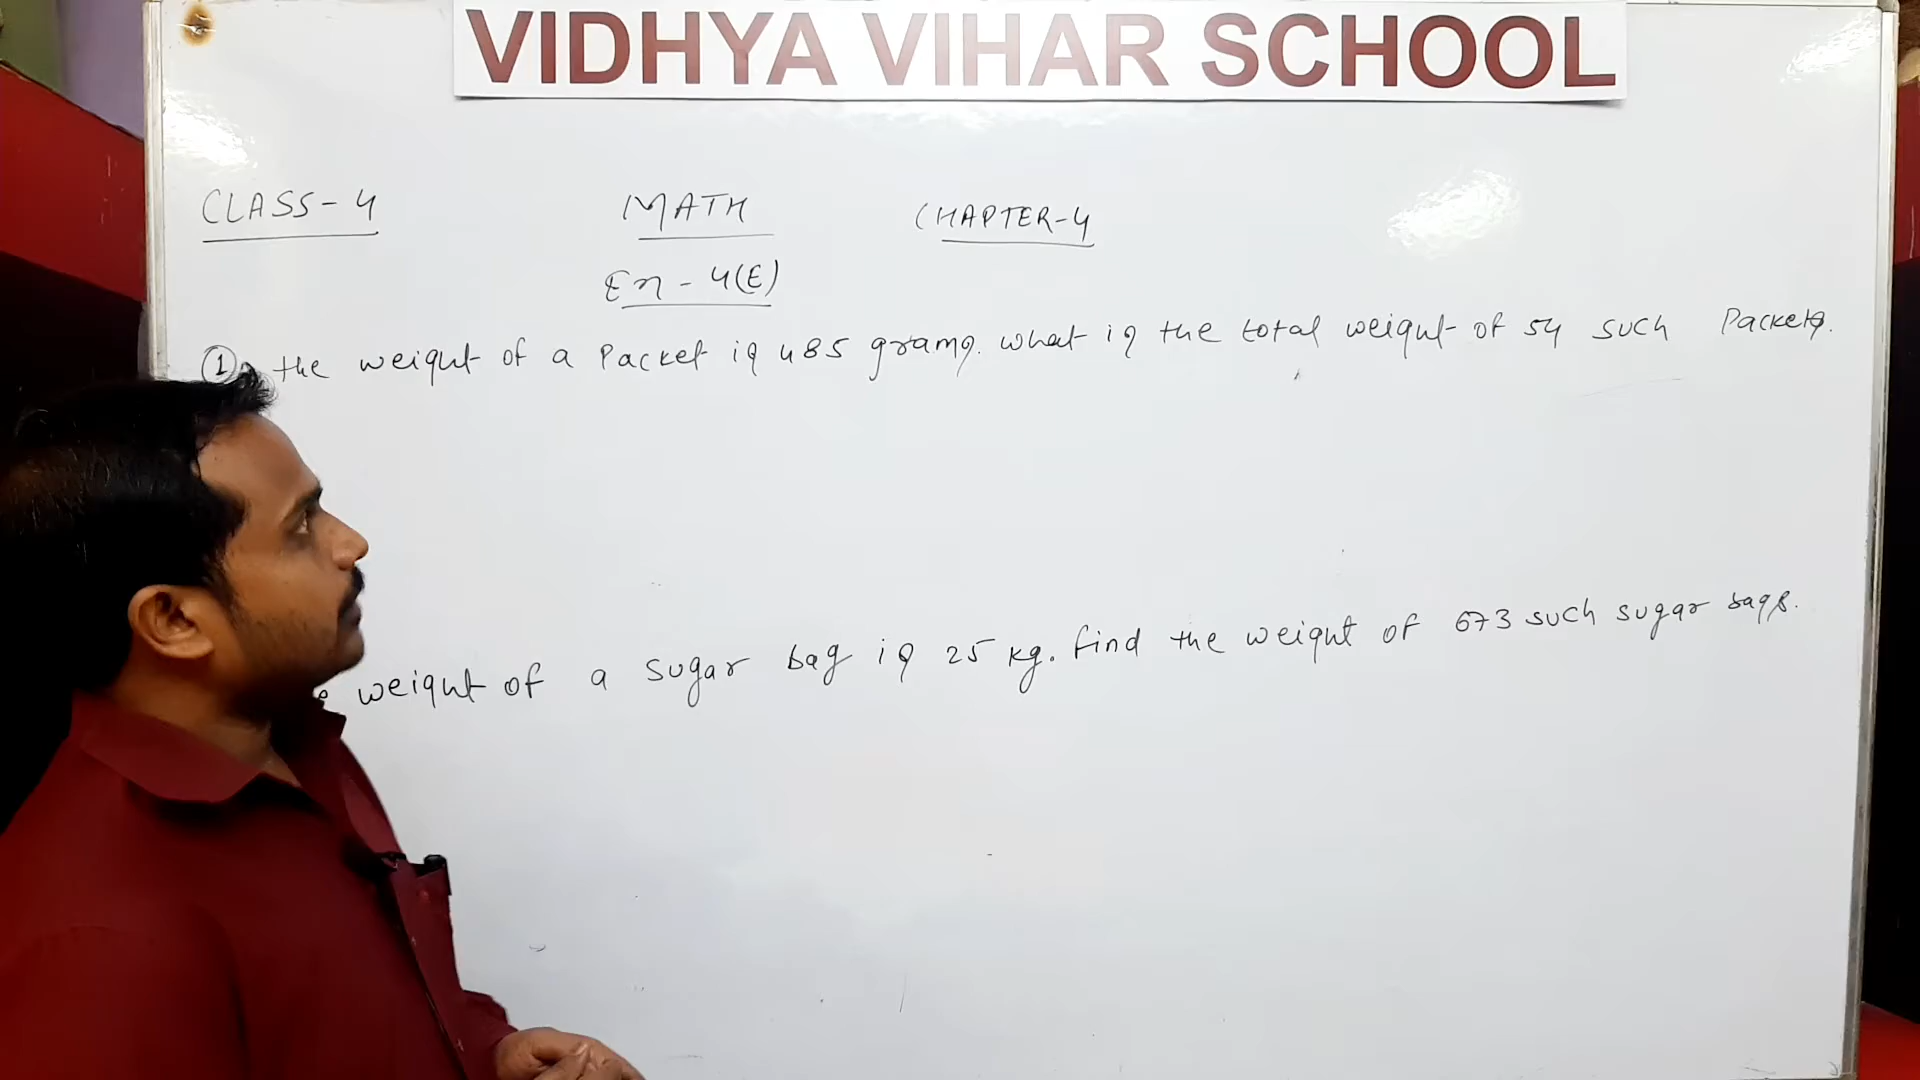 VIDHYA VIHAR SCHOOL
CLASS-4 MATH CHAPTER-4
Ex - 4(E)
① the weight of a Packet is 485 grams. what is the total weight of 54 such Packets.
weight of a sugar bag is 25 kg. find the weight of 673 such sugar bags.